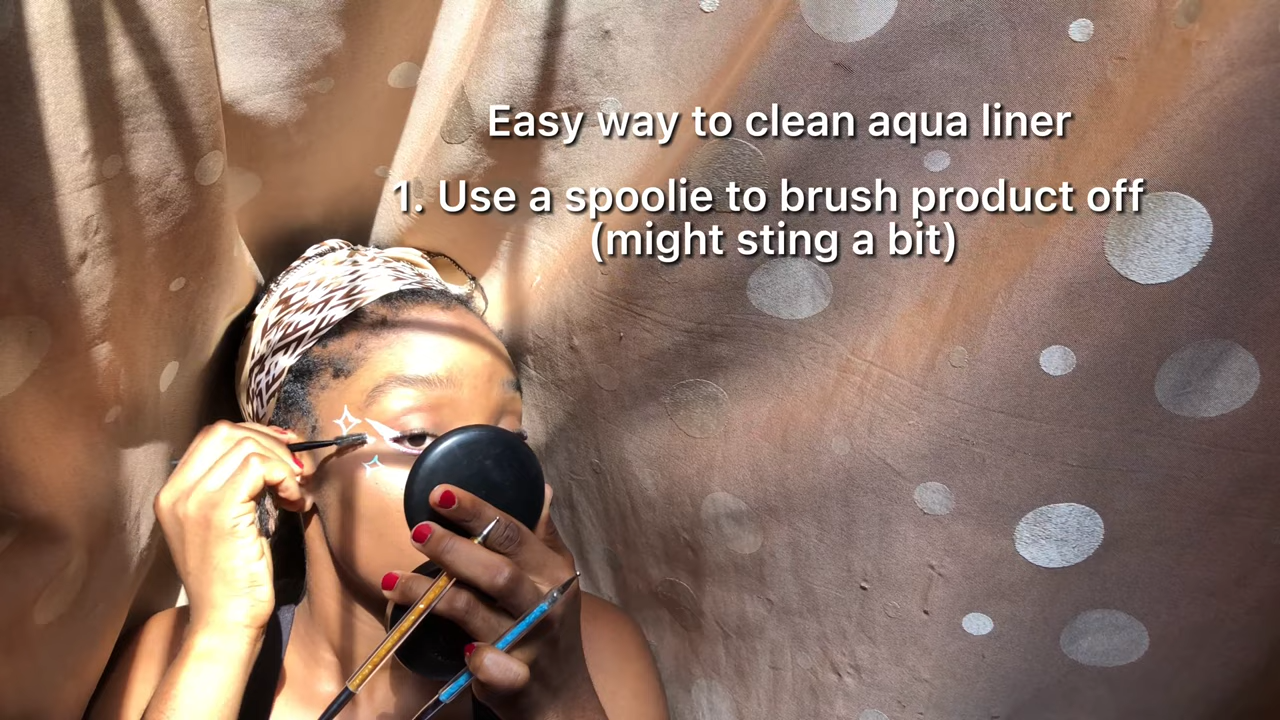 Easy way to clean aqua liner
1. Use a spoolie to brush product off
(might sting a bit)